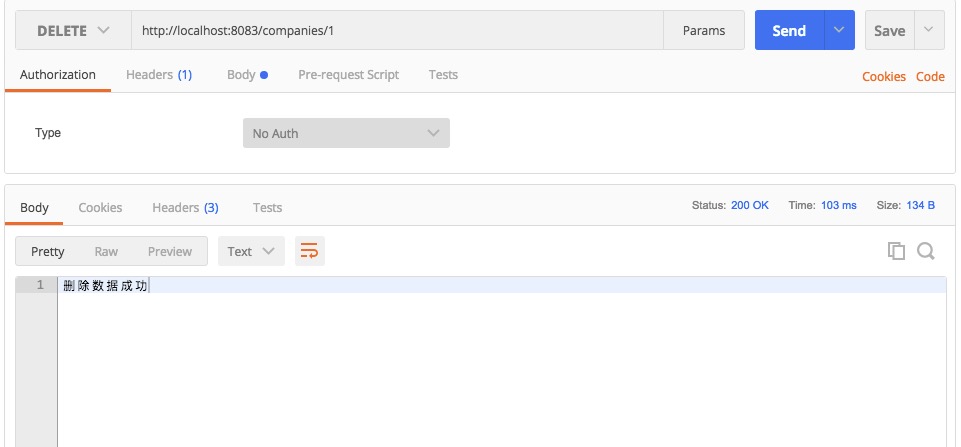 DELETE http://localhost:8083/companies/1 Params Send Save
Authorization Headers (1) Body Pre-request Script Tests Cookies Code
Type No Auth
Body Cookies Headers (3) Tests Status: 200 OK Time: 103 ms Size: 134 B
Pretty Raw Preview Text
1 删除数据成功